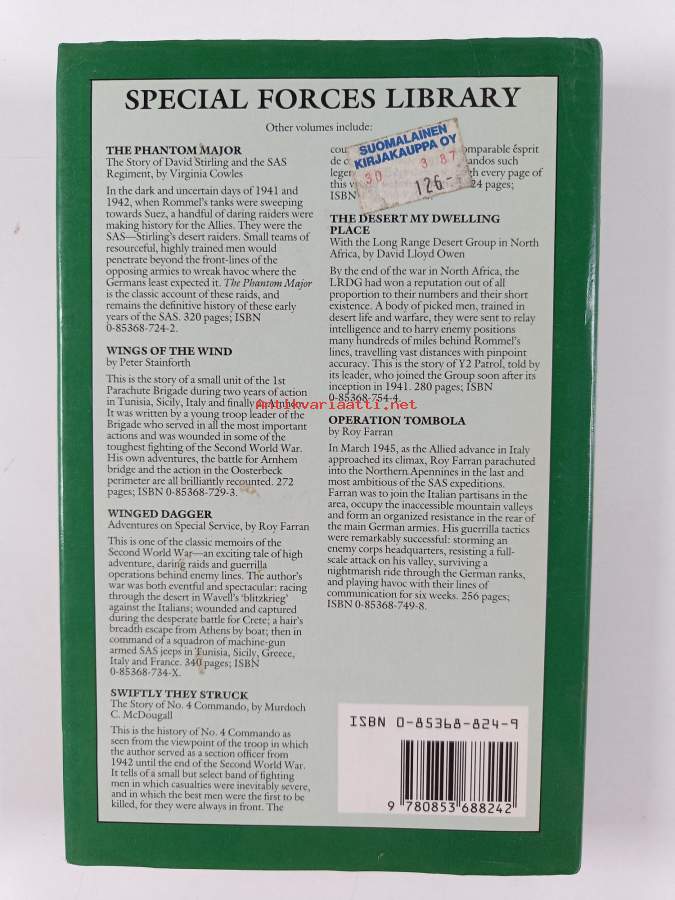 SPECIAL FORCES LIBRARY
Other volumes include:
THE PHANTOM MAJOR
The Story of David Stirling and the SAS
Regiment, by Virginia Cowles
In the dark and uncertain days of 1941 and
1942, when Rommel's tanks were sweeping
towards Suez, a handful of daring raiders were
making history for the Allies. They were the
SAS—Stirling's desert raiders. Small teams of
resourceful, highly trained men would
penetrate beyond the front-lines of the
opposing armies to wreak havoc where the
Germans least expected it. The Phantom Major
is the classic account of these raids, and
remains the definitive history of these early
years of the SAS. 320 pages; ISBN
0-85368-724-2.
WINGS OF THE WIND
by Peter Stainforth
This is the story of a small unit of the 1st
Parachute Brigade during two years of action
in Tunisia, Sicily, Italy and finally at Arnhem.
It was written by a young troop leader of the
Brigade who served in all the most important
actions and was wounded in some of the
toughest fighting of the Second World War.
His own adventures, the battle for Arnhem
bridge and the action in the Oosterbeck
perimeter are all brilliantly recounted. 272
pages; ISBN 0-85368-729-3.
WINGED DAGGER
Adventures on Special Service, by Roy Farran
This is one of the classic memoirs of the
Second World War—an exciting tale of high
adventure, daring raids and guerrilla
operations behind enemy lines. The author's
war was both eventful and spectacular: racing
through the desert in Wavell's 'blitzkrieg'
against the Italians; wounded and captured
during the desperate battle for Crete; a hair's
breadth escape from Athens by boat; then in
command of a squadron of machine-gun
armed SAS jeeps in Tunisia, Sicily, Greece,
Italy and France. 340 pages; ISBN
0-85368-734-X.
SWIFTLY THEY STRUCK
The Story of No. 4 Commando, by Murdoch
C. McDougall
This is the history of No. 4 Commando as
seen from the viewpoint of the troop in which
the author served as a section officer from
1942 until the end of the Second World War.
It tells of a small but select band of fighting
men in which casualties were inevitably severe,
and in which the best men were the first to be
killed, for they were always in front. The
cou omparable ésprit
de c andos such
legen h every page of
this v 24 pages;
ISBN
SUOMALAINEN
KIRJAKAUPPA OY
30 3.87
126-
THE DESERT MY DWELLING
PLACE
With the Long Range Desert Group in North
Africa, by David Lloyd Owen
By the end of the war in North Africa, the
LRDG had won a reputation out of all
proportion to their numbers and their short
existence. A body of picked men, trained in
desert life and warfare, they were sent to relay
intelligence and to harry enemy positions
many hundreds of miles behind Rommel's
lines, travelling vast distances with pinpoint
accuracy. This is the story of Y2 Patrol, told by
its leader, who joined the Group soon after its
inception in 1941. 280 pages; ISBN
0-85368-754-4.
Antikvariaatti.net
OPERATION TOMBOLA
by Roy Farran
In March 1945, as the Allied advance in Italy
approached its climax, Roy Farran parachuted
into the Northern Apennines in the last and
most ambitious of the SAS expeditions.
Farran was to join the Italian partisans in the
area, occupy the inaccessible mountain valleys
and form an organized resistance in the rear of
the main German armies. His guerrilla tactics
were remarkably successful: storming an
enemy corps headquarters, resisting a full-
scale attack on his valley, surviving a
nightmarish ride through the German ranks,
and playing havoc with their lines of
communication for six weeks. 256 pages;
ISBN 0-85368-749-8.
ISBN 0-85368-824-9
9 780853 688242